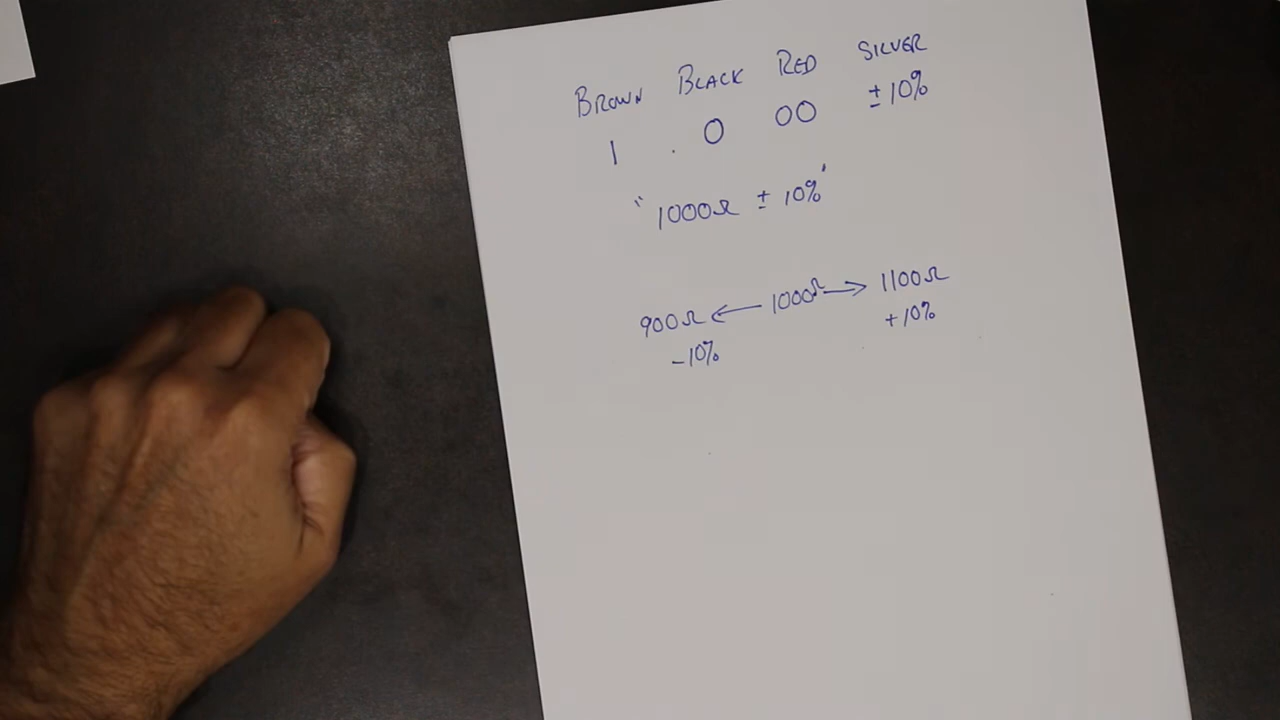 BROWN BLACK RED SILVER
1 . 0 00 ±10%
"1000Ω ± 10%'
900Ω ← 1000Ω → 1100Ω
-10% +10%